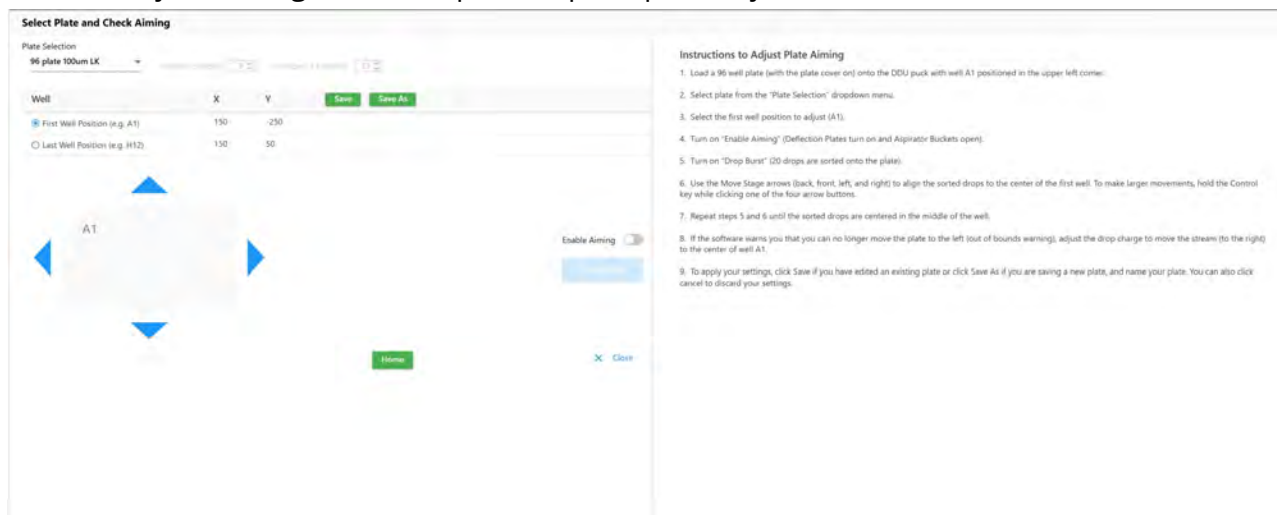 Select Plate and Check Aiming
Plate Selection
96 plate 100um LK
Well X Y Save Save As
First Well Position (e.g. A1) 150 -250
Last Well Position (e.g. H12) 150 50
A1
Enable Aiming
Home
Close
Instructions to Adjust Plate Aiming
1. Load a 96 well plate (with the plate cover on) onto the DDU puck with well A1 positioned in the upper left corner.
2. Select plate from the "Plate Selection" dropdown menu.
3. Select the first well position to adjust (A1).
4. Turn on "Enable Aiming" (Deflection Plates turn on and Aspirator Buckets open).
5. Turn on "Drop Burst" (20 drops are sorted onto the plate).
6. Use the Move Stage arrows (back, front, left, and right) to align the sorted drops to the center of the first well. To make larger movements, hold the Control
key while clicking one of the four arrow buttons.
7. Repeat steps 5 and 6 until the sorted drops are centered in the middle of the well.
8. If the software warns you that you can no longer move the plate to the left (out of bounds warning), adjust the drop charge to move the stream (to the right)
to the center of well A1.
9. To apply your settings, click Save if you have edited an existing plate or click Save As if you are saving a new plate, and name your plate. You can also click
cancel to discard your settings.